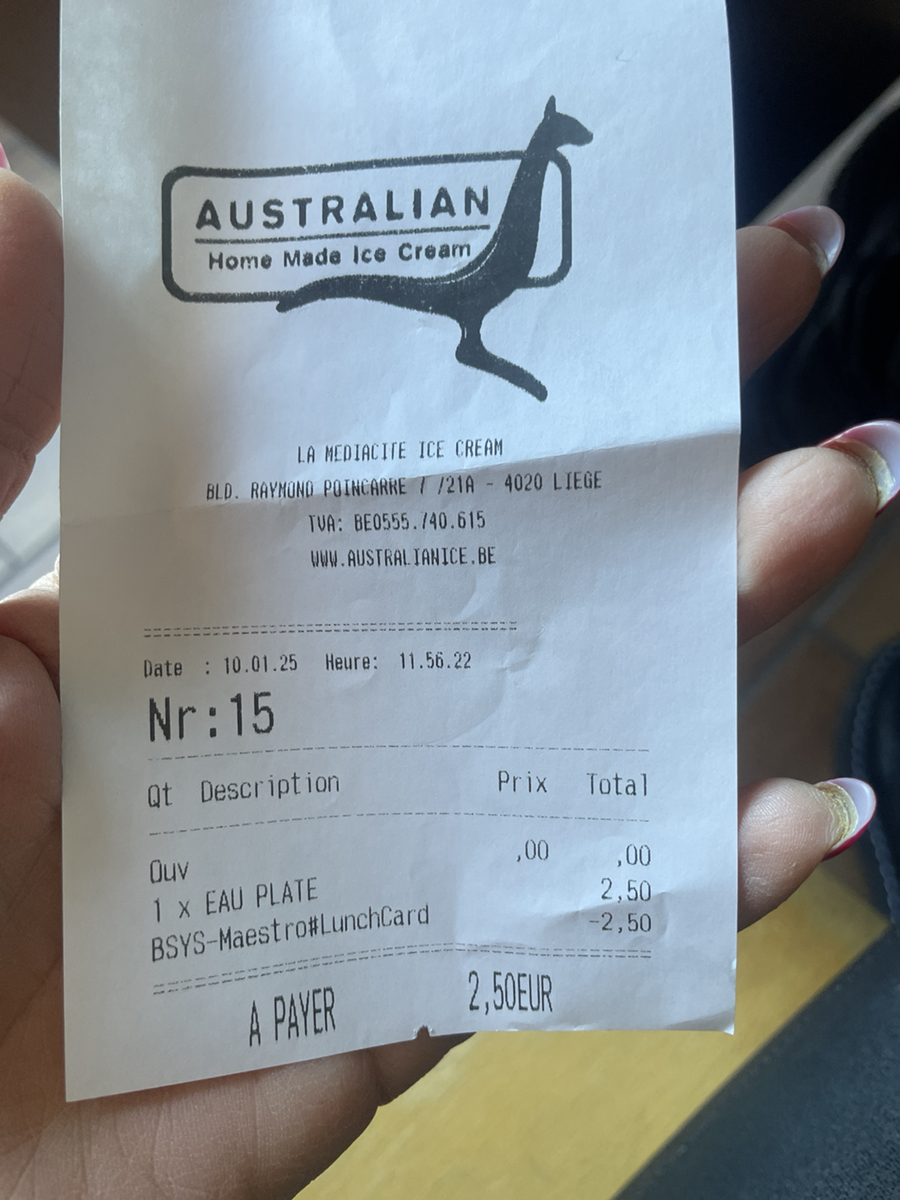 AUSTRALIAN
Home Made Ice Cream
LA MEDIACITE ICE CREAM
BLD. RAYMOND POINCARRE 7 /21A - 4020 LIEGE
TVA: BE0555.740.615
WWW.AUSTRALIANICE.BE
Date : 10.01.25 Heure: 11.56.22
Nr:15
Qt Description Prix Total
Ouv ,00 ,00
1 x EAU PLATE 2,50
BSYS-Maestro#LunchCard -2,50
A PAYER 2,50EUR